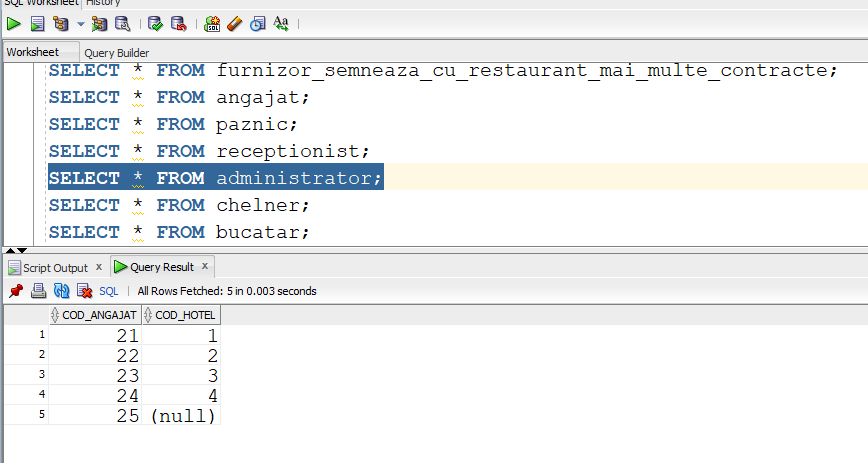 SQL Worksheet History
Aa
Worksheet Query Builder
SELECT * FROM furnizor_semneaza_cu_restaurant_mai_multe_contracte;
SELECT * FROM angajat;
SELECT * FROM paznic;
SELECT * FROM receptionist;
SELECT * FROM administrator;
SELECT * FROM chelner;
SELECT * FROM bucatar;
Script Output x Query Result x
SQL | All Rows Fetched: 5 in 0.003 seconds
COD_ANGAJAT COD_HOTEL
1 21 1
2 22 2
3 23 3
4 24 4
5 25 (null)